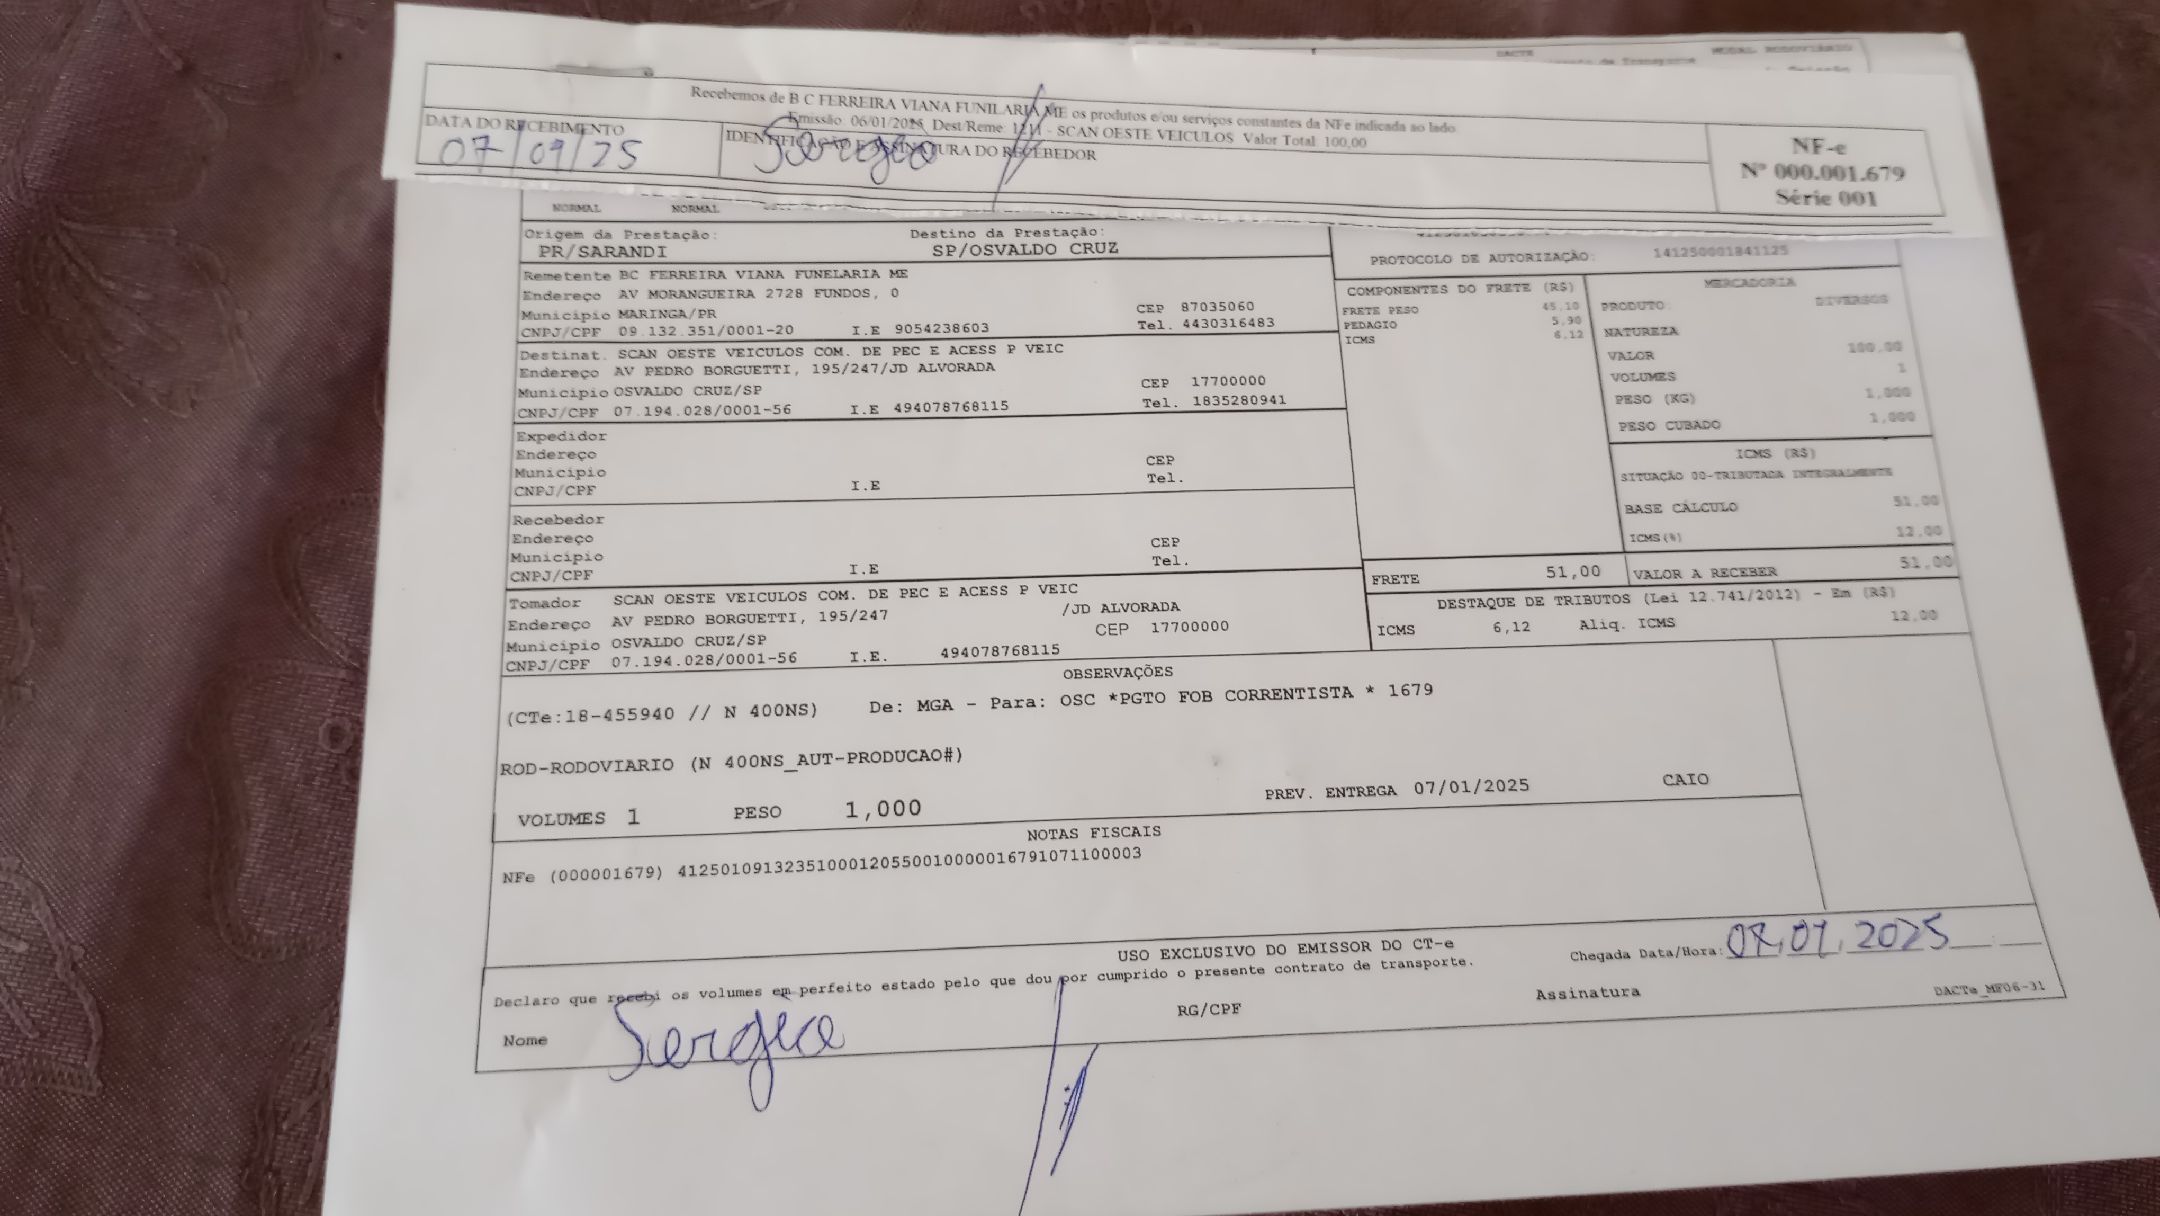 DACTE MODAL RODOVIÁRIO
Recebemos de B C FERREIRA VIANA FUNILARIA ME os produtos e/ou serviços constantes da NFe indicada ao lado
Emissão: 06/01/2025 Dest/Reme: 1211 - SCAN OESTE VEICULOS Valor Total: 100,00
DATA DO RECEBIMENTO
07/01/25
IDENTIFICAÇÃO E ASSINATURA DO RECEBEDOR
Sergio
NF-e
Nº 000.001.679
Série 001
NORMAL NORMAL
Origem da Prestação: Destino da Prestação:
PR/SARANDI SP/OSVALDO CRUZ
PROTOCOLO DE AUTORIZAÇÃO: 141250001841125
Remetente BC FERREIRA VIANA FUNELARIA ME
Endereço AV MORANGUEIRA 2728 FUNDOS, 0
Município MARINGA/PR CEP 87035060
CNPJ/CPF 09.132.351/0001-20 I.E 9054238603 Tel. 4430316483
Destinat. SCAN OESTE VEICULOS COM. DE PEC E ACESS P VEIC
Endereço AV PEDRO BORGUETTI, 195/247/JD ALVORADA
Município OSVALDO CRUZ/SP CEP 17700000
CNPJ/CPF 07.194.028/0001-56 I.E 494078768115 Tel. 1835280941
Expedidor
Endereço
Município CEP
CNPJ/CPF I.E Tel.
Recebedor
Endereço
Município CEP
CNPJ/CPF I.E Tel.
Tomador SCAN OESTE VEICULOS COM. DE PEC E ACESS P VEIC
Endereço AV PEDRO BORGUETTI, 195/247 /JD ALVORADA
Município OSVALDO CRUZ/SP CEP 17700000
CNPJ/CPF 07.194.028/0001-56 I.E. 494078768115
COMPONENTES DO FRETE (R$)
FRETE PESO 45,10
PEDAGIO 5,90
ICMS 6,12
MERCADORIA
PRODUTO: DIVERSOS
NATUREZA
VALOR 100,00
VOLUMES 1
PESO (KG) 1,000
PESO CUBADO 1,000
ICMS (R$)
SITUAÇÃO 00-TRIBUTADA INTEGRALMENTE
BASE CÁLCULO 51,00
ICMS(%) 12,00
FRETE 51,00 VALOR A RECEBER 51,00
DESTAQUE DE TRIBUTOS (Lei 12.741/2012) - Em (R$)
ICMS 6,12 Aliq. ICMS 12,00
OBSERVAÇÕES
(CTe:18-455940 // N 400NS) De: MGA - Para: OSC *PGTO FOB CORRENTISTA * 1679
ROD-RODOVIARIO (N 400NS_AUT-PRODUCAO#)
VOLUMES 1 PESO 1,000 PREV. ENTREGA 07/01/2025 CAIO
NOTAS FISCAIS
NFe (000001679) 41250109132351000120550010000016791071100003
USO EXCLUSIVO DO EMISSOR DO CT-e
Declaro que recebi os volumes em perfeito estado pelo que dou por cumprido o presente contrato de transporte.
Chegada Data/Hora: 07.01.2025
Nome Sergio RG/CPF Assinatura
DACTe_MF06-31